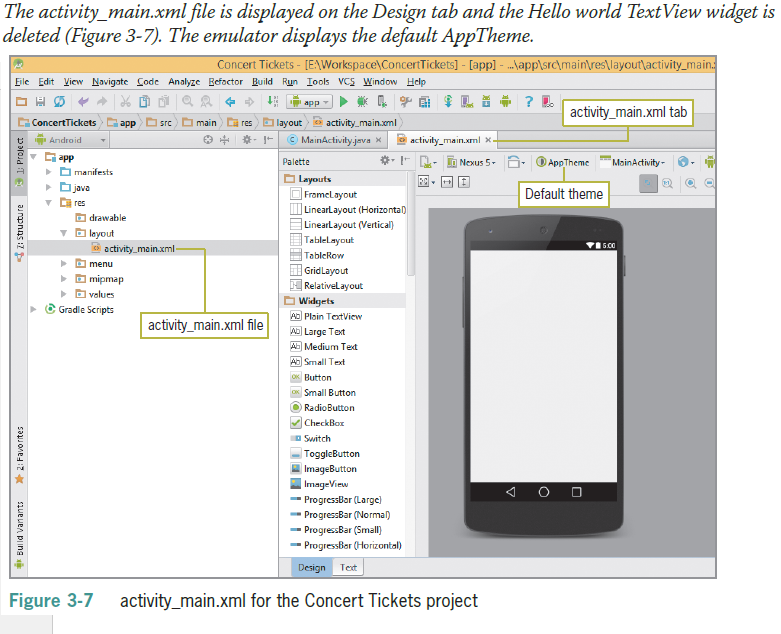 The activity_main.xml file is displayed on the Design tab and the Hello world TextView widget is
deleted (Figure 3-7). The emulator displays the default AppTheme.
Concert Tickets - [E:\Workspace\ConcertTickets] - [app] - ...\app\src\main\res\layout\activity_main.
File Edit View Navigate Code Analyze Refactor Build Run Tools VCS Window Help
app
ConcertTickets app src main res layout activity_main.xml
activity_main.xml tab
Android
MainActivity.java × activity_main.xml ×
1: Project
7: Structure
2: Favorites
Build Variants
app
manifests
java
res
drawable
layout
activity_main.xml
menu
mipmap
values
Gradle Scripts
activity_main.xml file
Palette
Layouts
FrameLayout
LinearLayout (Horizontal)
LinearLayout (Vertical)
TableLayout
TableRow
GridLayout
RelativeLayout
Widgets
Plain TextView
Large Text
Medium Text
Small Text
Button
Small Button
RadioButton
CheckBox
Switch
ToggleButton
ImageButton
ImageView
ProgressBar (Large)
ProgressBar (Normal)
ProgressBar (Small)
ProgressBar (Horizontal)
Design Text
Nexus 5 AppTheme MainActivity
Default theme
6:00
Figure 3-7 activity_main.xml for the Concert Tickets project